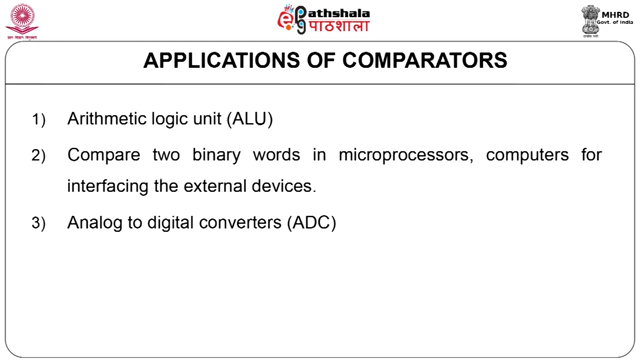 ePathshala
पाठशाला
MHRD
Govt. of India
APPLICATIONS OF COMPARATORS
1) Arithmetic logic unit (ALU)
2) Compare two binary words in microprocessors, computers for
interfacing the external devices.
3) Analog to digital converters (ADC)